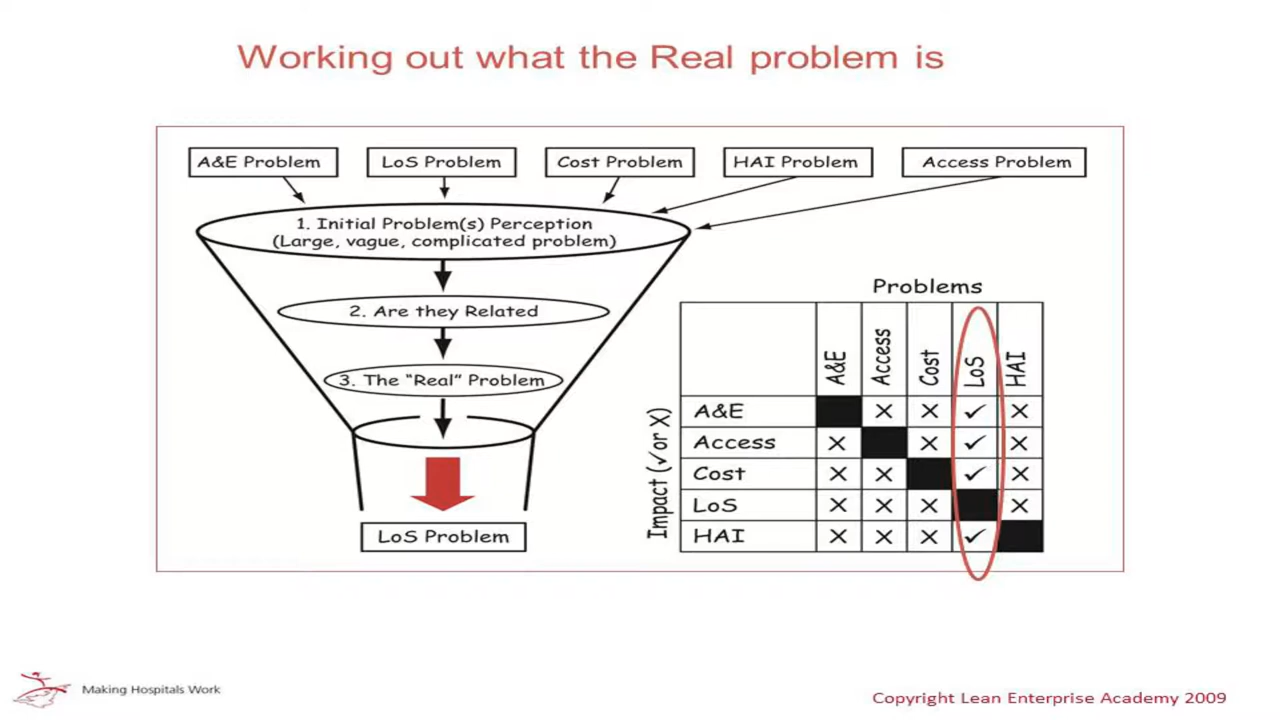 Working out what the Real problem is
A&E Problem
LoS Problem
Cost Problem
HAI Problem
Access Problem
1. Initial Problem(s) Perception
(Large, vague, complicated problem)
2. Are they Related
3. The “Real” Problem
LoS Problem
Problems
A&E Access Cost LoS HAI
Impact (✓ or X)
A&E X X ✓ X
Access X X ✓ X
Cost X X ✓ X
LoS X X X X
HAI X X X ✓
Making Hospitals Work
Copyright Lean Enterprise Academy 2009